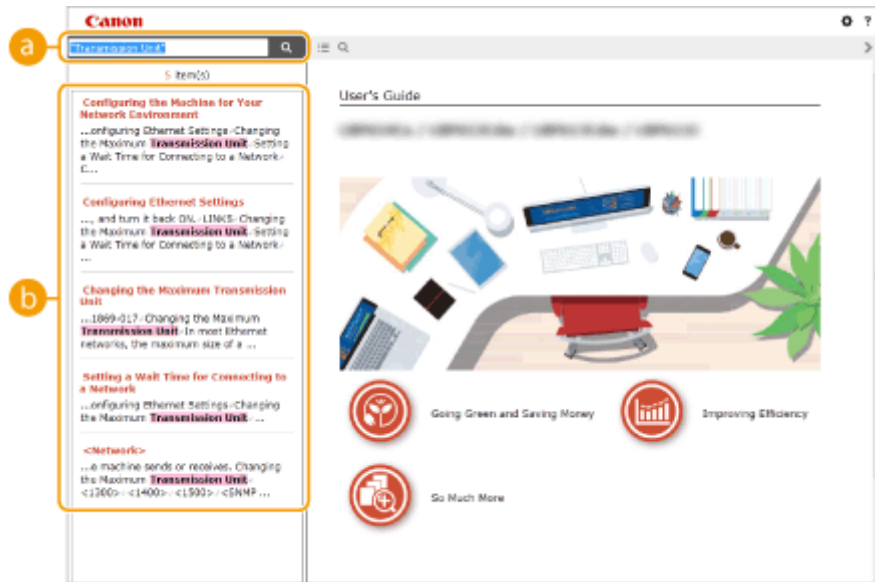 Canon
?
a
"Transmission Unit"
5 item(s)
User's Guide
b
Configuring the Machine for Your
Network Environment
...onfiguring Ethernet Settings›Changing
the Maximum Transmission Unit›Setting
a Wait Time for Connecting to a Network›
C...
Configuring Ethernet Settings
..., and turn it back ON.›LINKS›Changing
the Maximum Transmission Unit›Setting
a Wait Time for Connecting to a Network›
...
Changing the Maximum Transmission
Unit
...1869-017›Changing the Maximum
Transmission Unit›In most Ethernet
networks, the maximum size of a ...
Setting a Wait Time for Connecting to
a Network
...onfiguring Ethernet Settings›Changing
the Maximum Transmission Unit› ...
<Network>
...e machine sends or receives. Changing
the Maximum Transmission Unit›
<1300>›<1400>›<1500>›<SNMP ...
Going Green and Saving Money
Improving Efficiency
So Much More